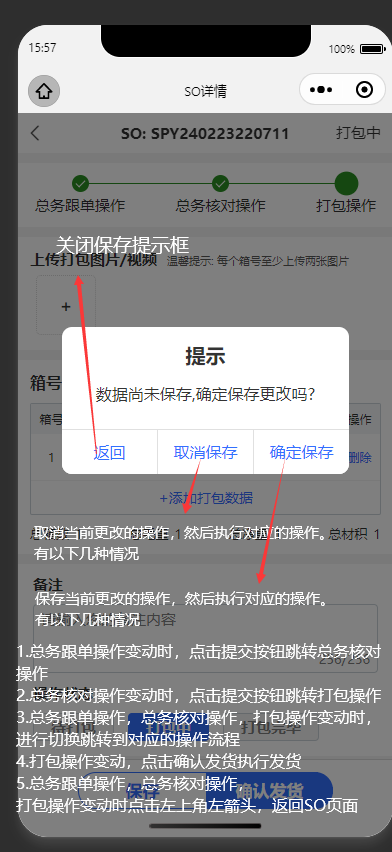 15:57
100%
SO详情
SO: SPY240223220711
打包中
总务跟单操作
总务核对操作
打包操作
关闭保存提示框
上传打包图片/视频
温馨提示: 每个箱号至少上传两张图片
+
提示
数据尚未保存,确定保存更改吗?
返回
取消保存
确定保存
箱号
箱号
操作
1
删除
+添加打包数据
总材积 1
取消当前更改的操作，然后执行对应的操作。
有以下几种情况
备注
保存当前更改的操作，然后执行对应的操作。
有以下几种情况
注内容
256/256
1.总务跟单操作变动时，点击提交按钮跳转总务核对
操作
2.总务核对操作变动时，点击提交按钮跳转打包操作
3.总务跟单操作，总务核对操作，打包操作变动时，
进行切换跳转到对应的操作流程
打包中
打包完毕
4.打包操作变动，点击确认发货执行发货
5.总务跟单操作，总务核对操作，
保存
确认发货
打包操作变动时点击左上角左箭头，返回SO页面